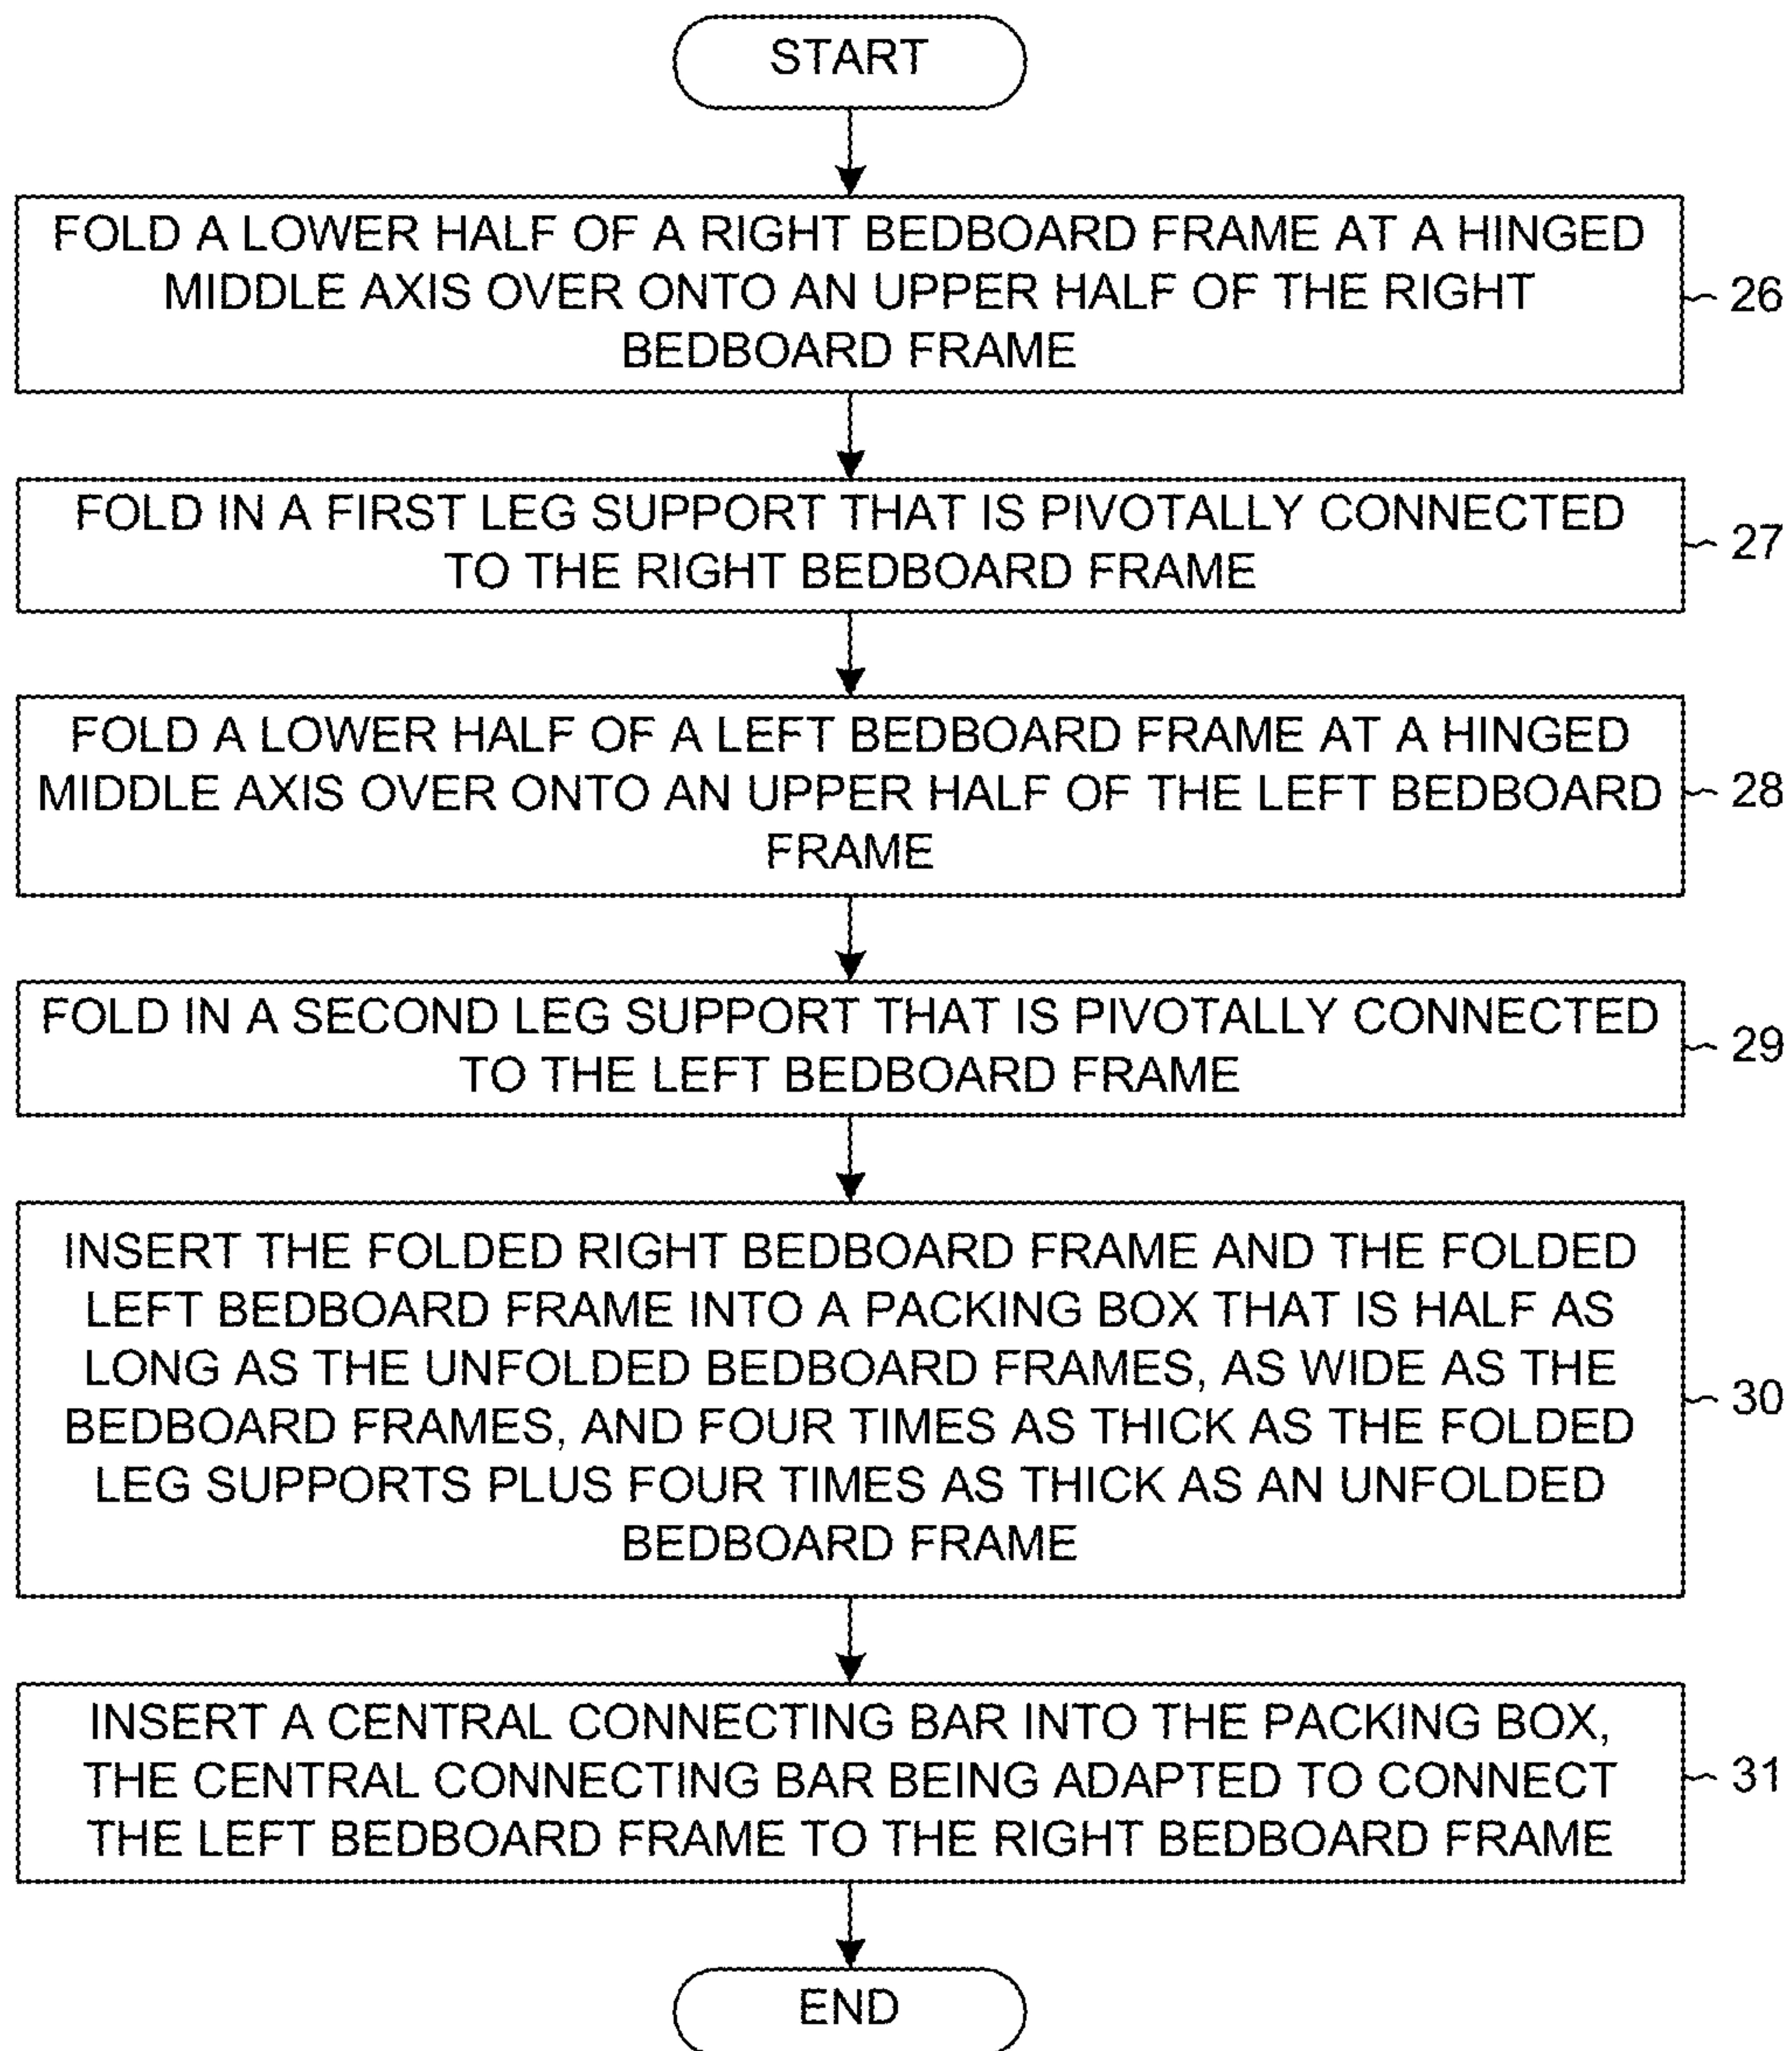 START
FOLD A LOWER HALF OF A RIGHT BEDBOARD FRAME AT A HINGED
MIDDLE AXIS OVER ONTO AN UPPER HALF OF THE RIGHT
BEDBOARD FRAME
26
FOLD IN A FIRST LEG SUPPORT THAT IS PIVOTALLY CONNECTED
TO THE RIGHT BEDBOARD FRAME
27
FOLD A LOWER HALF OF A LEFT BEDBOARD FRAME AT A HINGED
MIDDLE AXIS OVER ONTO AN UPPER HALF OF THE LEFT BEDBOARD
FRAME
28
FOLD IN A SECOND LEG SUPPORT THAT IS PIVOTALLY CONNECTED
TO THE LEFT BEDBOARD FRAME
29
INSERT THE FOLDED RIGHT BEDBOARD FRAME AND THE FOLDED
LEFT BEDBOARD FRAME INTO A PACKING BOX THAT IS HALF AS
LONG AS THE UNFOLDED BEDBOARD FRAMES, AS WIDE AS THE
BEDBOARD FRAMES, AND FOUR TIMES AS THICK AS THE FOLDED
LEG SUPPORTS PLUS FOUR TIMES AS THICK AS AN UNFOLDED
BEDBOARD FRAME
30
INSERT A CENTRAL CONNECTING BAR INTO THE PACKING BOX,
THE CENTRAL CONNECTING BAR BEING ADAPTED TO CONNECT
THE LEFT BEDBOARD FRAME TO THE RIGHT BEDBOARD FRAME
31
END